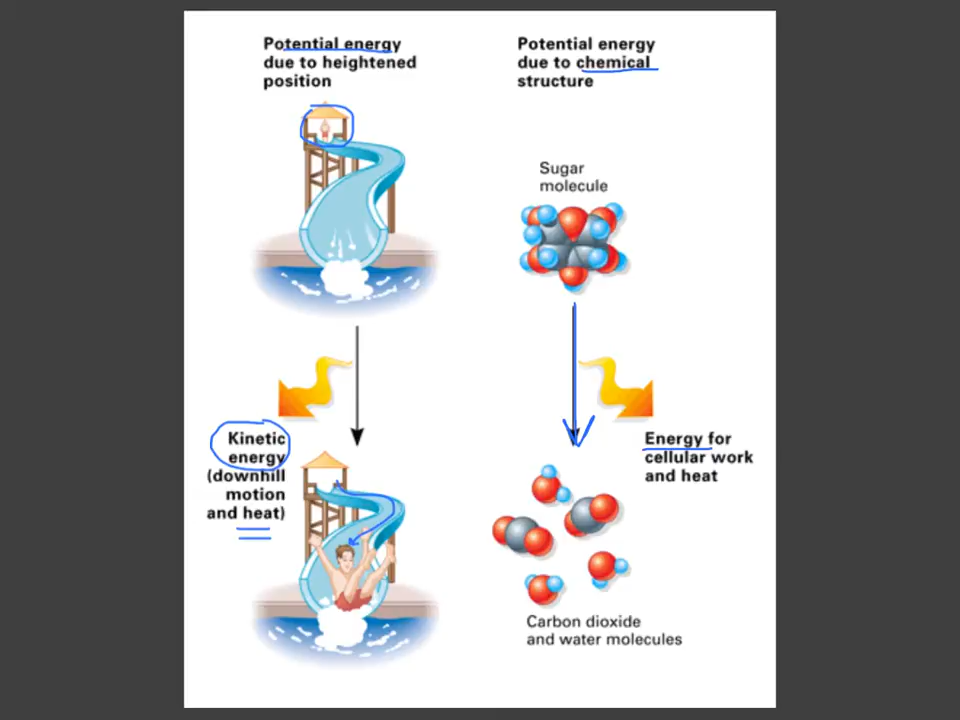 Potential energy
due to heightened
position
Potential energy
due to chemical
structure
Sugar
molecule
Kinetic
energy
(downhill
motion
and heat)
Energy for
cellular work
and heat
Carbon dioxide
and water molecules